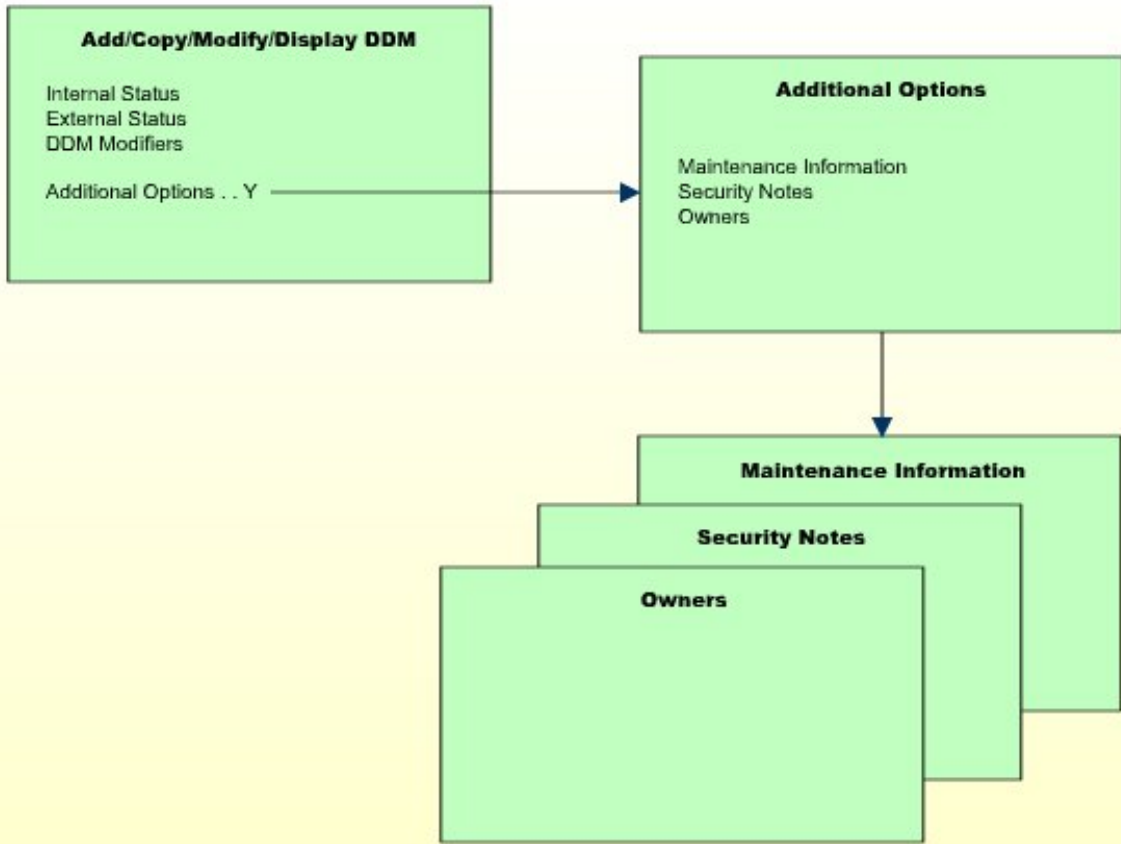 Add/Copy/Modify/Display DDM
Internal Status
External Status
DDM Modifiers
Additional Options . . Y
Additional Options
Maintenance Information
Security Notes
Owners
Maintenance Information
Security Notes
Owners